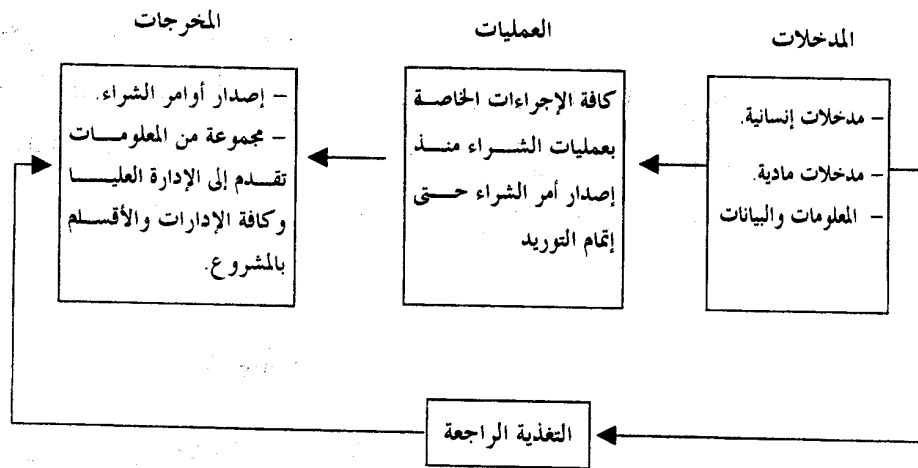 المدخلات
– مدخلات إنسانية.
– مدخلات مادية.
– المعلومات والبيانات
العمليات
كافة الإجراءات الخاصة
بعمليات الشراء منذ
إصدار أمر الشراء حتى
إتمام التوريد
المخرجات
– إصدار أوامر الشراء.
– مجموعة من المعلومات
تقدم إلى الإدارة العليا
وكافة الإدارات والأقسام
بالمشروع.
التغذية الراجعة